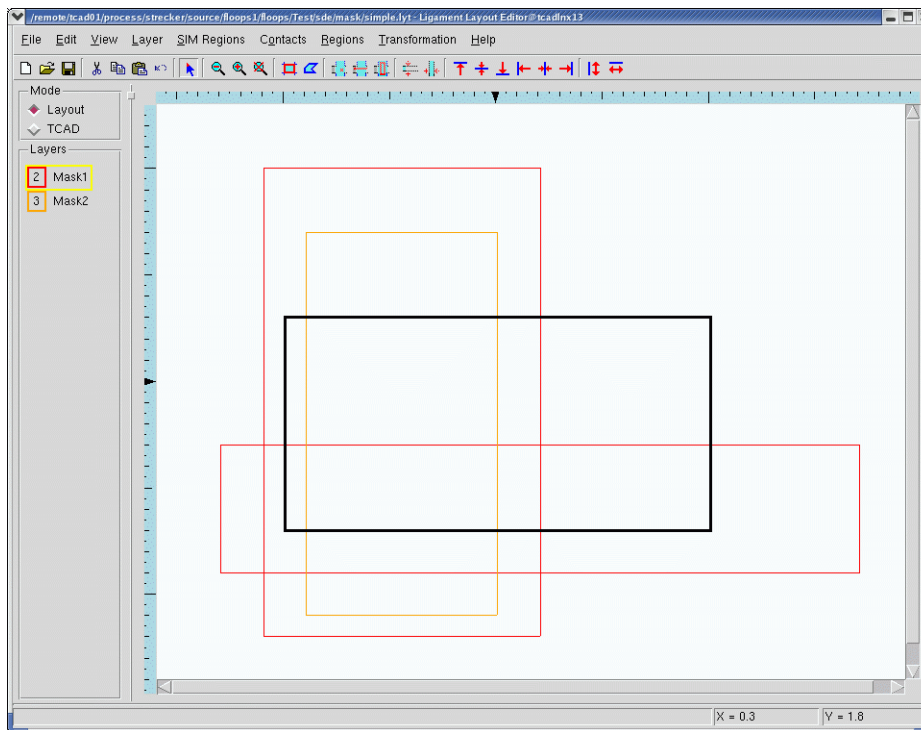 /remote/tcad01/process/strecker/source/floops1/floops/Test/sde/mask/simple.lyt - Ligament Layout Editor@tcadlnx13
File Edit View Layer SIM Regions Contacts Regions Transformation Help
Mode
Layout
TCAD
Layers
2 Mask1
3 Mask2
X = 0.3 Y = 1.8